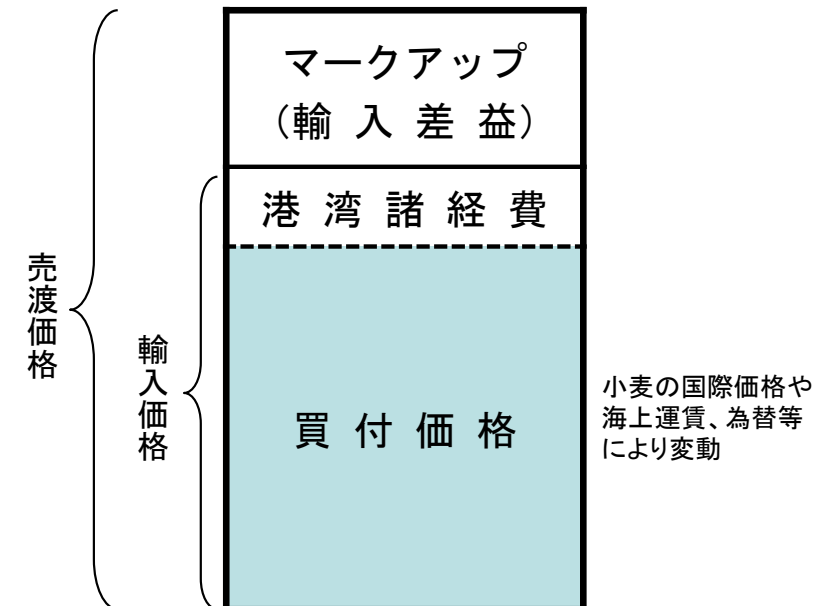 マークアップ
（輸 入 差 益）
港 湾 諸 経 費
売渡価格
輸入価格
買 付 価 格
小麦の国際価格や
海上運賃、為替等
により変動